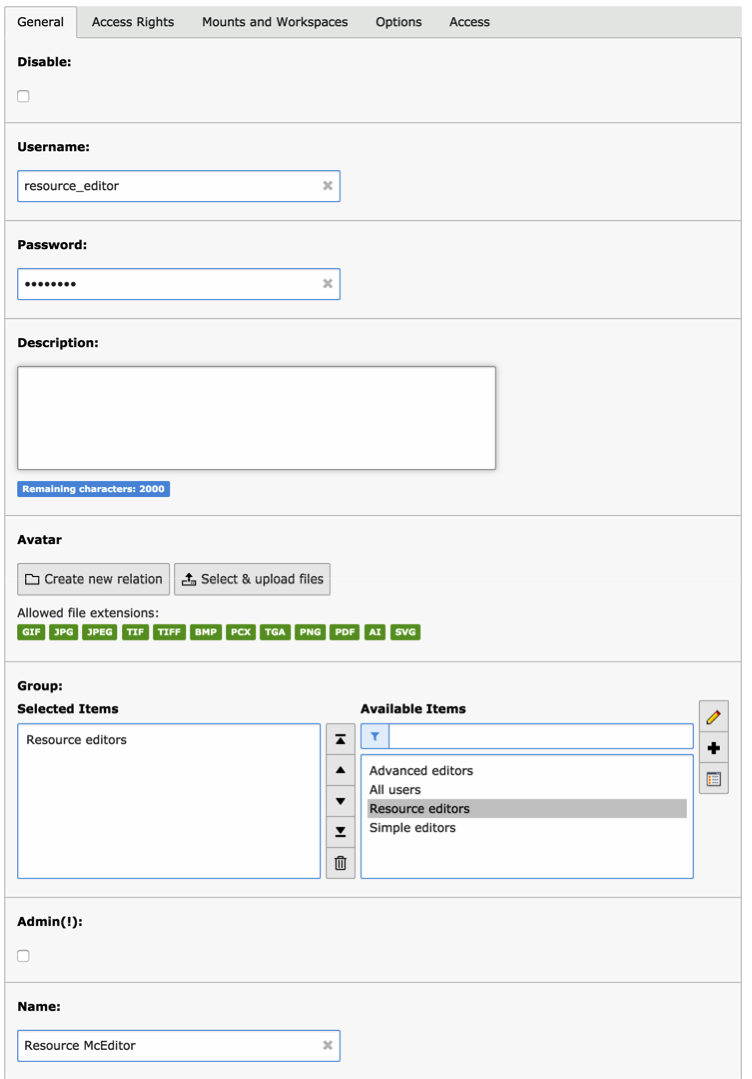 General Access Rights Mounts and Workspaces Options Access
Disable:
Username:
resource_editor
Password:
••••••••
Description:
Remaining characters: 2000
Avatar
Create new relation Select & upload files
Allowed file extensions:
GIF JPG JPEG TIF TIFF BMP PCX TGA PNG PDF AI SVG
Group:
Selected Items Available Items
Resource editors
Advanced editors
All users
Resource editors
Simple editors
Admin(!):
Name:
Resource McEditor